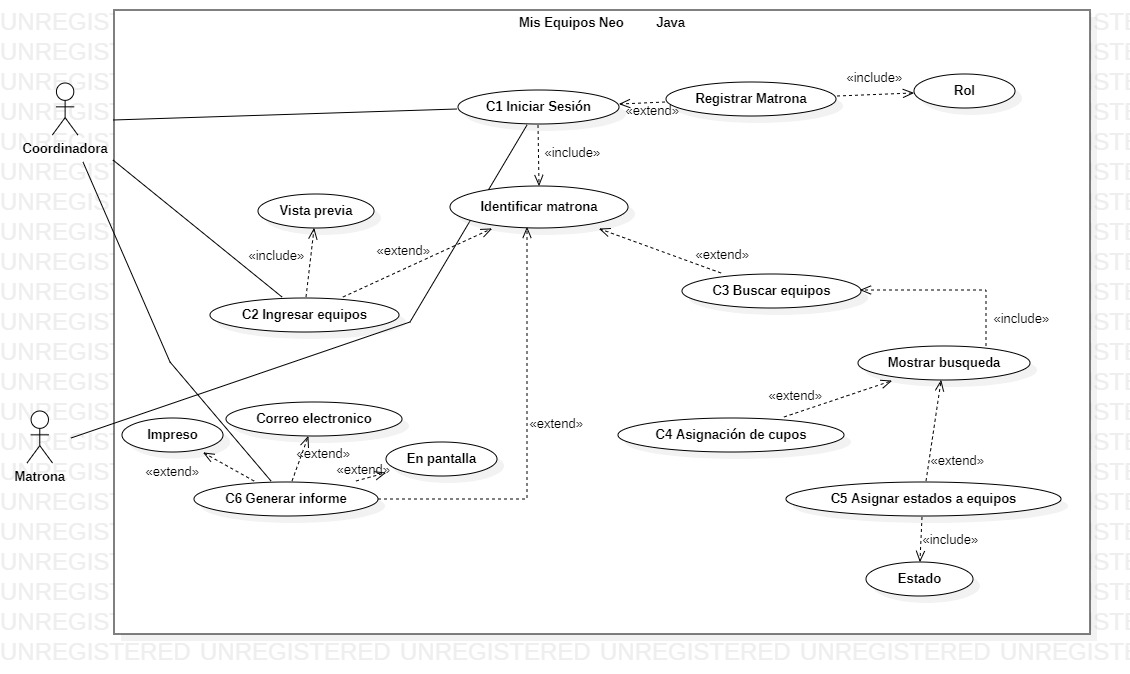 Mis Equipos Neo Java
«include»
Rol
C1 Iniciar Sesión
Registrar Matrona
«extend»
Coordinadora
«include»
Identificar matrona
Vista previa
«include»
«extend»
«extend»
C3 Buscar equipos
C2 Ingresar equipos
«include»
Mostrar busqueda
«extend»
Correo electronico
«extend»
Impreso
C4 Asignación de cupos
«extend»
En pantalla
«extend»
«extend»
«extend»
Matrona
C6 Generar informe
C5 Asignar estados a equipos
«include»
Estado
UNREGISTERED UNREGISTERED UNREGISTERED UNREGISTERED UNREGISTERED UNREGISTE